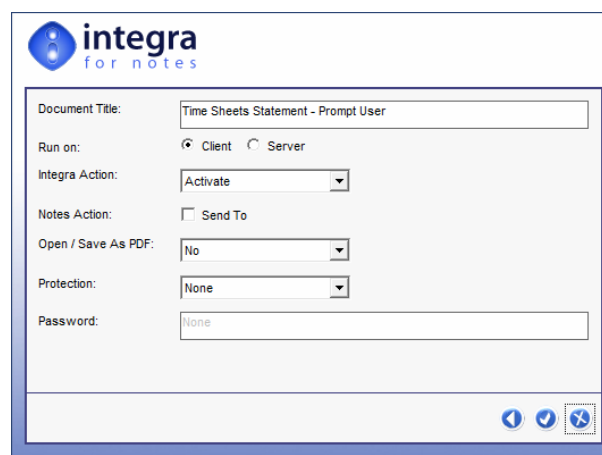 integra
for notes
Document Title: Time Sheets Statement - Prompt User
Run on: Client Server
Integra Action: Activate
Notes Action: Send To
Open / Save As PDF: No
Protection: None
Password: None